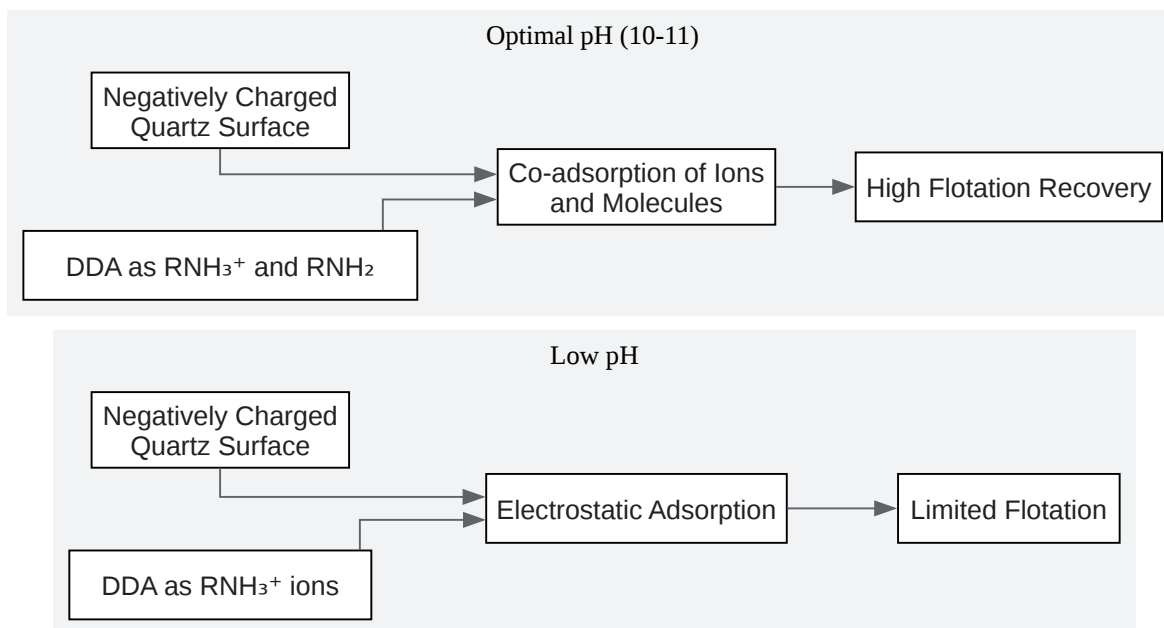 Optimal pH (10-11)
Negatively Charged
Quartz Surface
Co-adsorption of Ions
and Molecules
High Flotation Recovery
DDA as RNH₃⁺ and RNH₂
Low pH
Negatively Charged
Quartz Surface
Electrostatic Adsorption
Limited Flotation
DDA as RNH₃⁺ ions